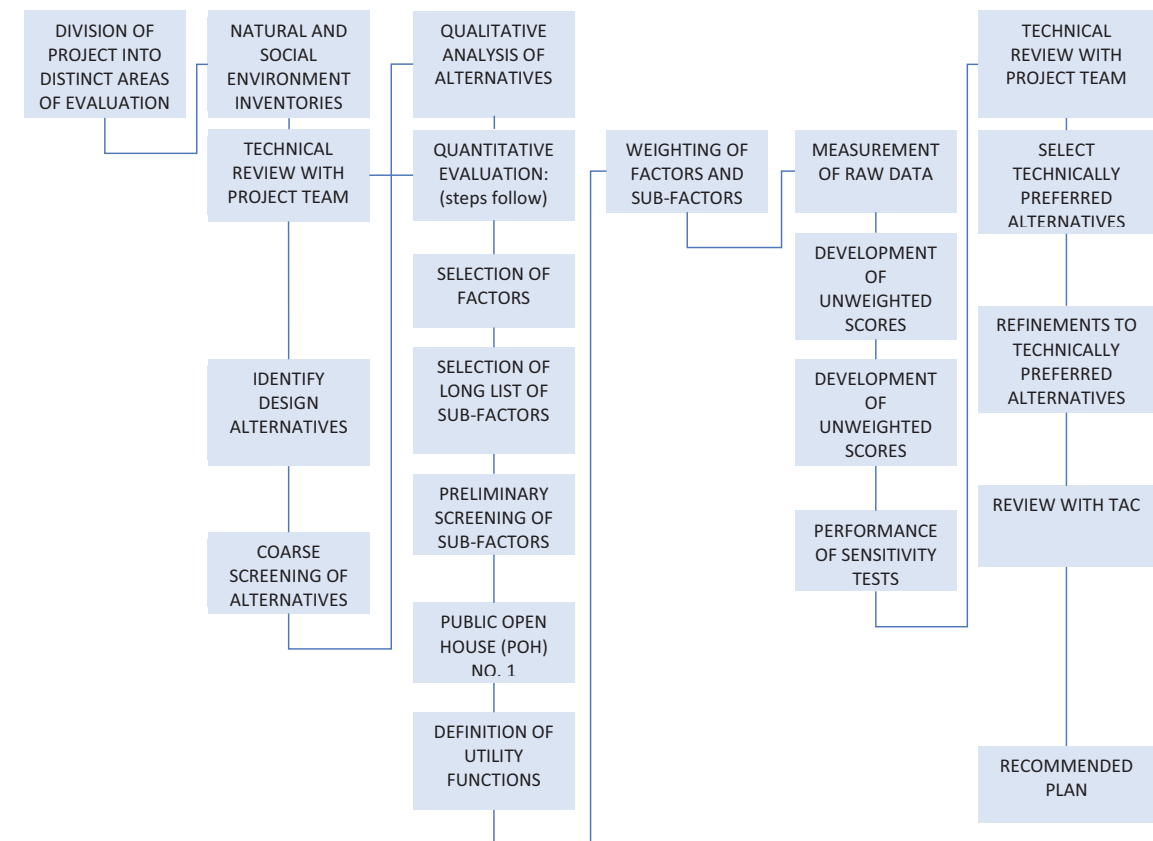 DIVISION OF
PROJECT INTO
DISTINCT AREAS
OF EVALUATION
NATURAL AND
SOCIAL
ENVIRONMENT
INVENTORIES
TECHNICAL
REVIEW WITH
PROJECT TEAM
IDENTIFY
DESIGN
ALTERNATIVES
COARSE
SCREENING OF
ALTERNATIVES
QUALITATIVE
ANALYSIS OF
ALTERNATIVES
QUANTITATIVE
EVALUATION:
(steps follow)
SELECTION OF
FACTORS
SELECTION OF
LONG LIST OF
SUB-FACTORS
PRELIMINARY
SCREENING OF
SUB-FACTORS
PUBLIC OPEN
HOUSE (POH)
NO. 1
DEFINITION OF
UTILITY
FUNCTIONS
WEIGHTING OF
FACTORS AND
SUB-FACTORS
MEASUREMENT
OF RAW DATA
DEVELOPMENT
OF
UNWEIGHTED
SCORES
DEVELOPMENT
OF
UNWEIGHTED
SCORES
PERFORMANCE
OF SENSITIVITY
TESTS
TECHNICAL
REVIEW WITH
PROJECT TEAM
SELECT
TECHNICALLY
PREFERRED
ALTERNATIVES
REFINEMENTS TO
TECHNICALLY
PREFERRED
ALTERNATIVES
REVIEW WITH TAC
RECOMMENDED
PLAN